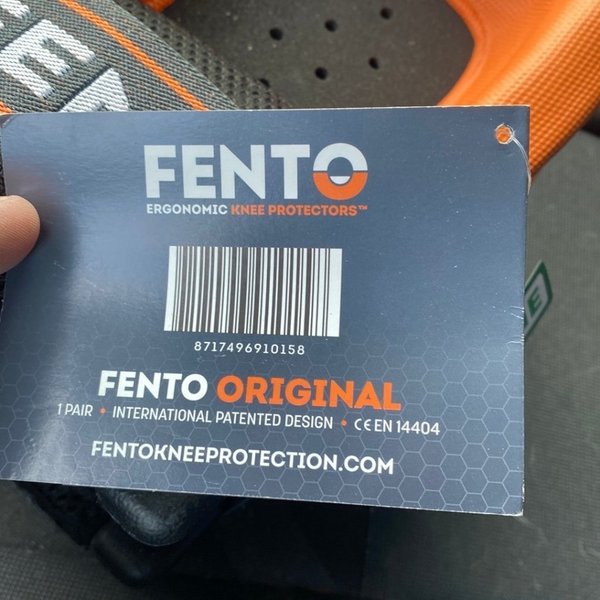 FENTO
ERGONOMIC KNEE PROTECTORS™
8717496910158
FENTO ORIGINAL
1 PAIR • INTERNATIONAL PATENTED DESIGN • CE EN 14404
FENTOKNEEPROTECTION.COM